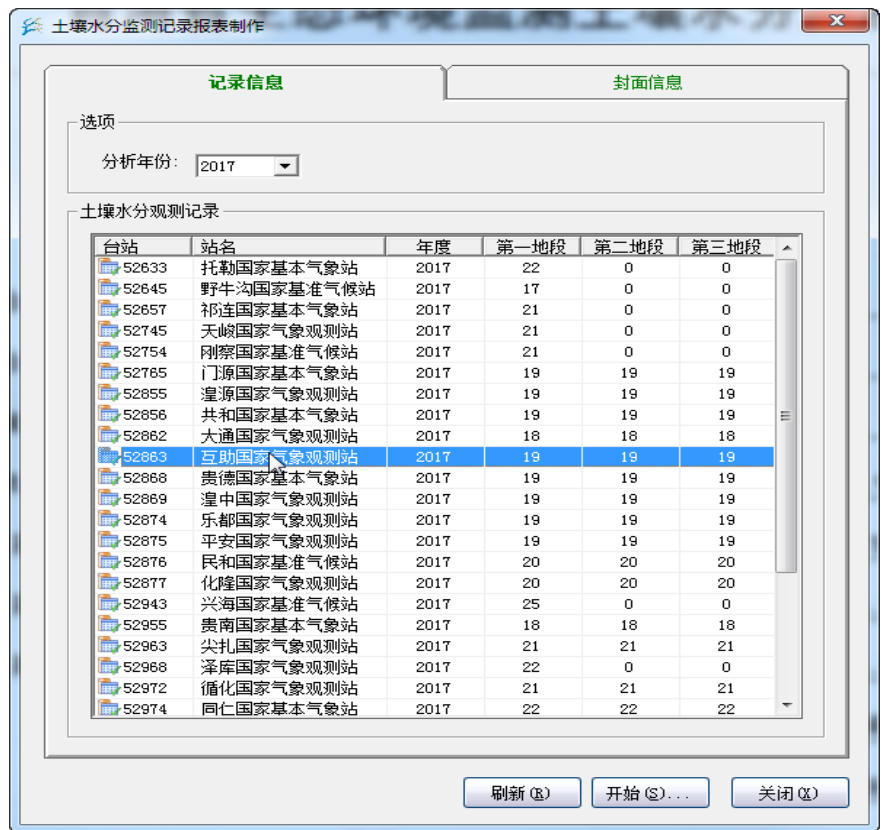 土壤水分监测记录报表制作
记录信息 封面信息
选项
分析年份: 2017
土壤水分观测记录
台站 站名 年度 第一地段 第二地段 第三地段
52633 托勒国家基本气象站 2017 22 0 0
52645 野牛沟国家基准气候站 2017 17 0 0
52657 祁连国家基本气象站 2017 21 0 0
52745 天峻国家气象观测站 2017 21 0 0
52754 刚察国家基准气候站 2017 21 0 0
52765 门源国家基本气象站 2017 19 19 19
52855 湟源国家气象观测站 2017 19 19 19
52856 共和国家基本气象站 2017 19 19 19
52862 大通国家气象观测站 2017 18 18 18
52863 互助国家气象观测站 2017 19 19 19
52868 贵德国家基本气象站 2017 19 19 19
52869 湟中国家气象观测站 2017 19 19 19
52874 乐都国家气象观测站 2017 19 19 19
52875 平安国家气象观测站 2017 19 19 19
52876 民和国家基准气候站 2017 20 20 20
52877 化隆国家气象观测站 2017 20 20 20
52943 兴海国家基准气候站 2017 25 0 0
52955 贵南国家基本气象站 2017 18 18 18
52963 尖扎国家气象观测站 2017 21 21 21
52968 泽库国家气象观测站 2017 22 0 0
52972 循化国家气象观测站 2017 21 21 21
52974 同仁国家基本气象站 2017 22 22 22
刷新(R) 开始(S)... 关闭(X)